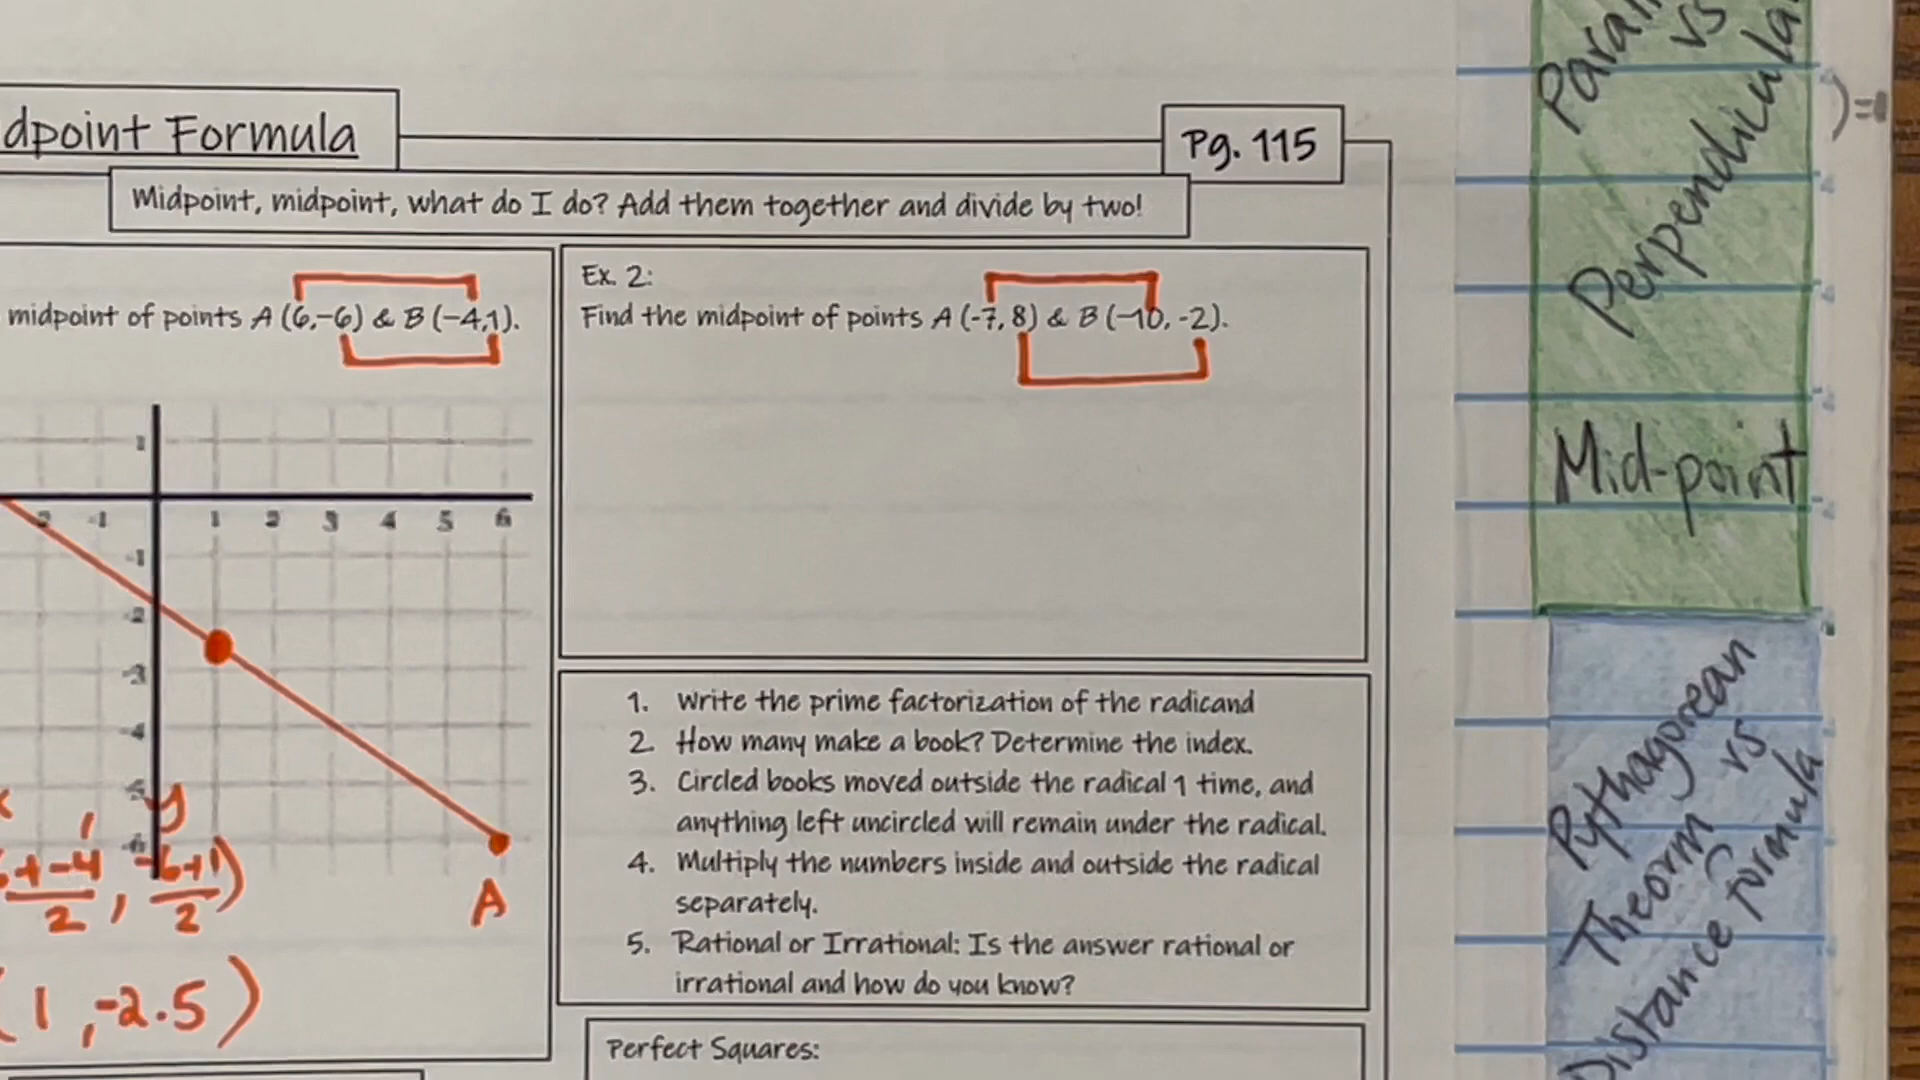 dpoint Formula
Pg. 115
Midpoint, midpoint, what do I do? Add them together and divide by two!
midpoint of points A (6,-6) & B (-4,1).
1
-1 1 2 3 4 5 6
-1
-2
-3
-4
y
+-4 , -6+1)
2 , 2
A
(1,-2.5)
Ex. 2:
Find the midpoint of points A (-7, 8) & B (-10, -2).
1. Write the prime factorization of the radicand
2. How many make a book? Determine the index.
3. Circled books moved outside the radical 1 time, and
anything left uncircled will remain under the radical.
4. Multiply the numbers inside and outside the radical
separately.
5. Rational or Irrational: Is the answer rational or
irrational and how do you know?
Perfect Squares:
vs
Perpendicular
Mid-point
Pythagorean
vs
Theorm
Distance Formula